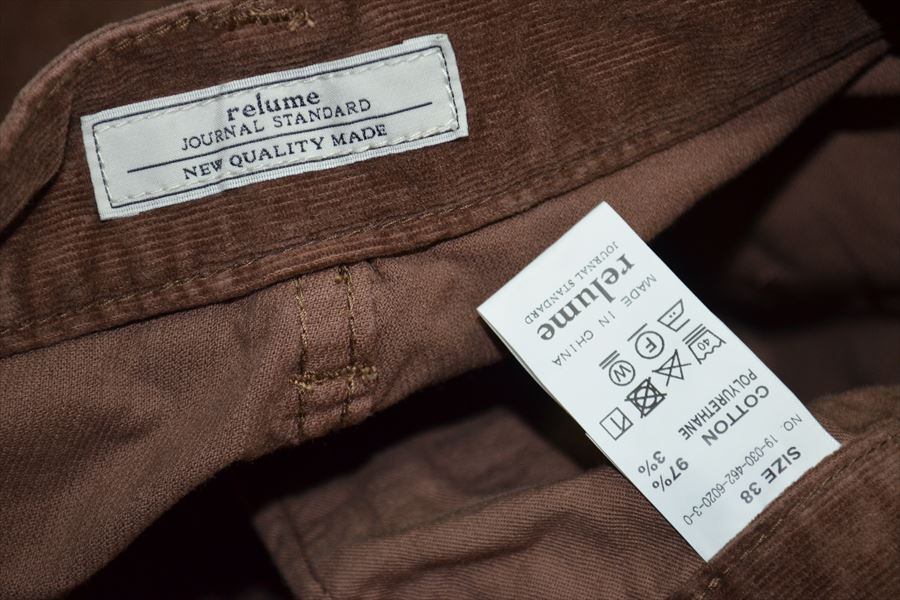 relume
JOURNAL STANDARD
NEW QUALITY MADE
relume
JOURNAL STANDARD
MADE IN CHINA
40
F
W
COTTON 97%
POLYURETHANE 3%
NO. 19-030-462-6020-3-0
SIZE 38